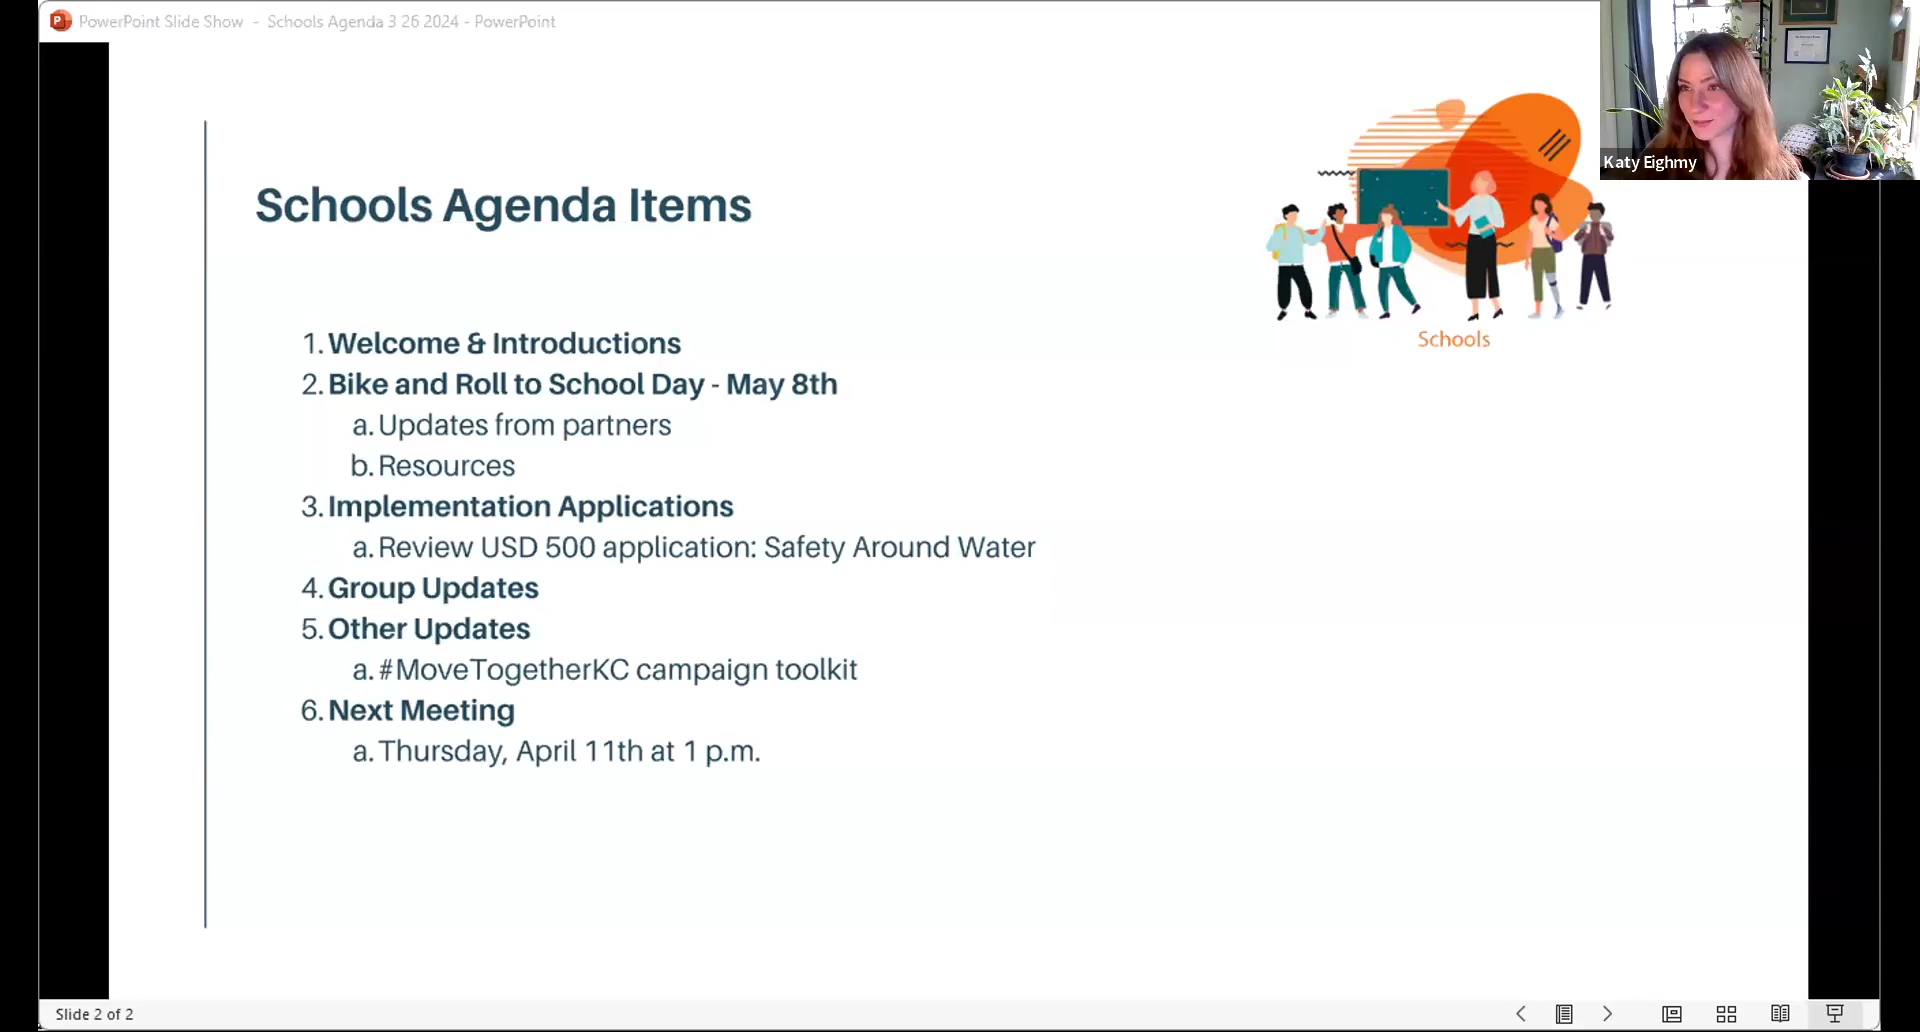 PowerPoint Slide Show - Schools Agenda 3 26 2024 - PowerPoint
Katy Eighmy
Schools Agenda Items
Schools
1. Welcome & Introductions
2. Bike and Roll to School Day - May 8th
a. Updates from partners
b. Resources
3. Implementation Applications
a. Review USD 500 application: Safety Around Water
4. Group Updates
5. Other Updates
a. #MoveTogetherKC campaign toolkit
6. Next Meeting
a. Thursday, April 11th at 1 p.m.
Slide 2 of 2